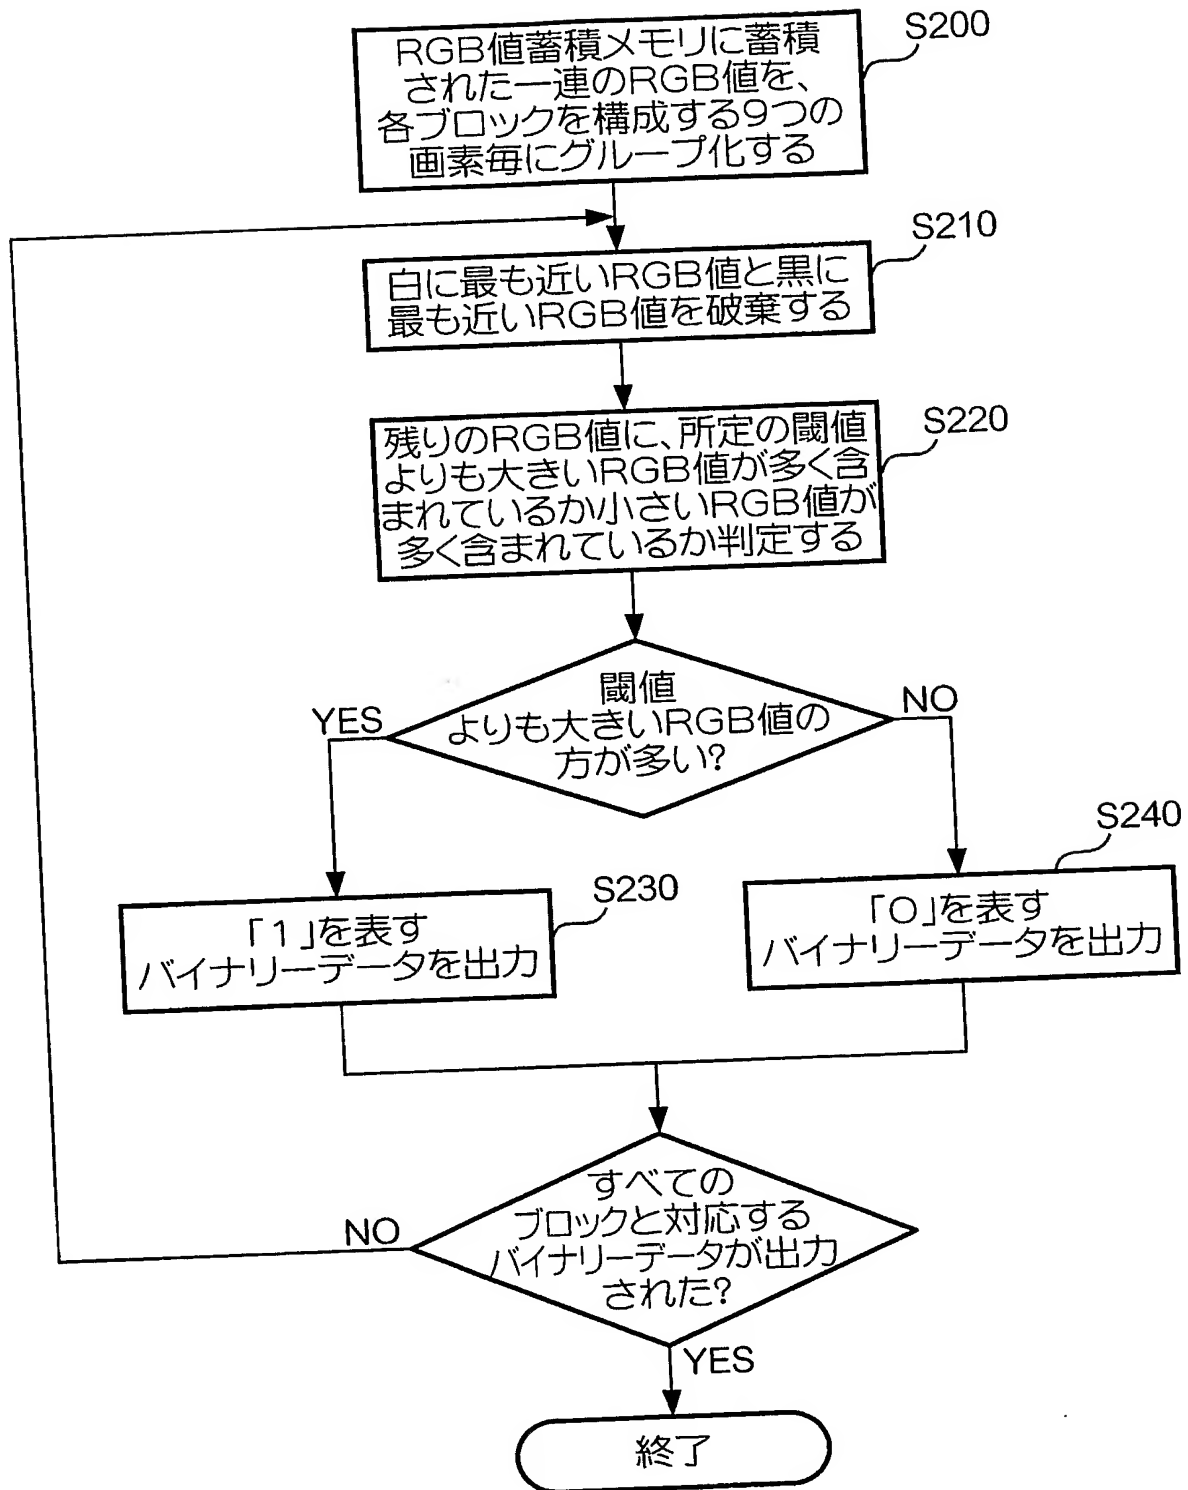 S200
RGB値蓄積メモリに蓄積
された一連のRGB値を、
各ブロックを構成する9つの
画素毎にグループ化する
S210
白に最も近いRGB値と黒に
最も近いRGB値を破棄する
S220
残りのRGB値に、所定の閾値
よりも大きいRGB値が多く含
まれているか小さいRGB値が
多く含まれているか判定する
閾値
よりも大きいRGB値の
方が多い?
YES
NO
S230
「1」を表す
バイナリーデータを出力
S240
「0」を表す
バイナリーデータを出力
すべての
ブロックと対応する
バイナリーデータが出力
された?
NO
YES
終了